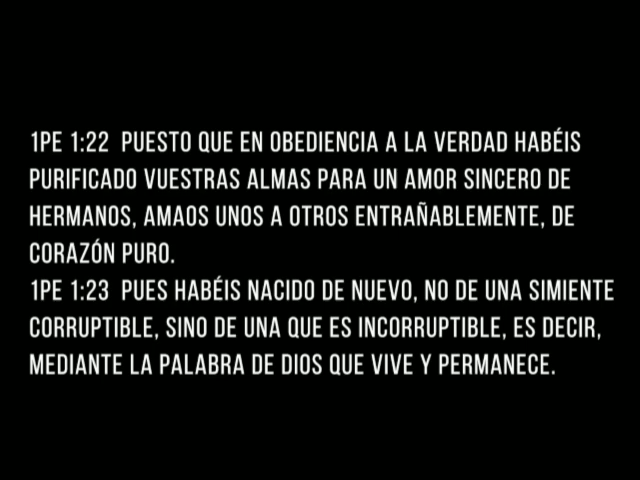 1PE 1:22 PUESTO QUE EN OBEDIENCIA A LA VERDAD HABÉIS
PURIFICADO VUESTRAS ALMAS PARA UN AMOR SINCERO DE
HERMANOS, AMAOS UNOS A OTROS ENTRAÑABLEMENTE, DE
CORAZÓN PURO.
1PE 1:23 PUES HABÉIS NACIDO DE NUEVO, NO DE UNA SIMIENTE
CORRUPTIBLE, SINO DE UNA QUE ES INCORRUPTIBLE, ES DECIR,
MEDIANTE LA PALABRA DE DIOS QUE VIVE Y PERMANECE.